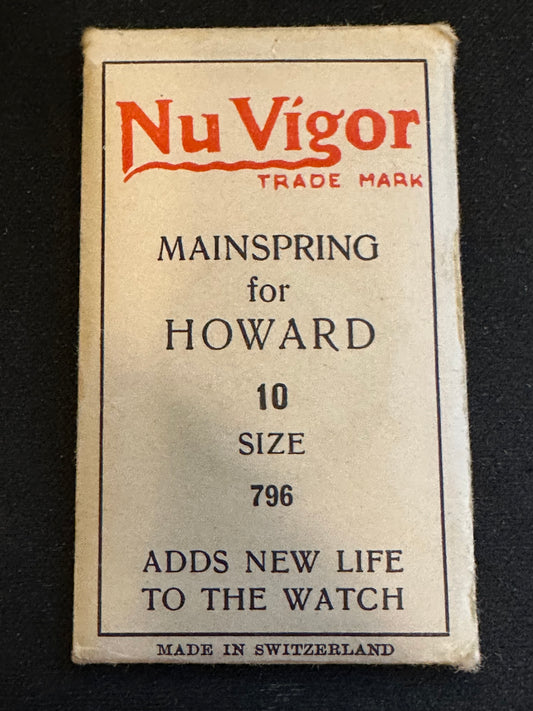 Nu Vigor
TRADE MARK
MAINSPRING
for
HOWARD
10
SIZE
796
ADDS NEW LIFE
TO THE WATCH
MADE IN SWITZERLAND